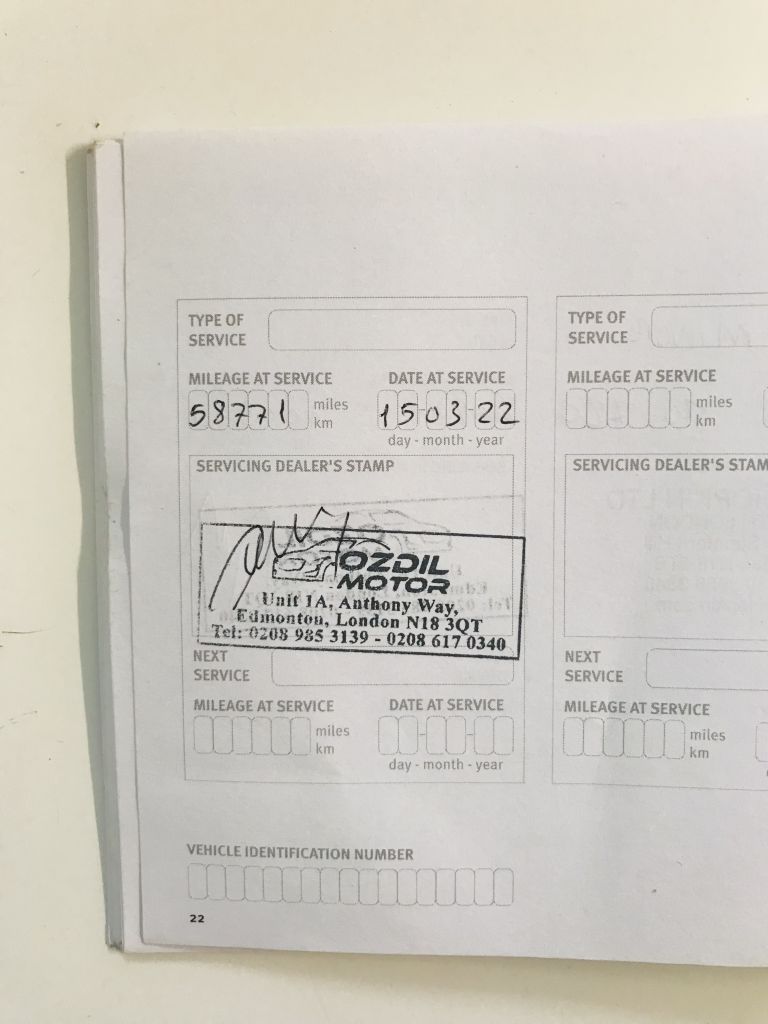 TYPE OF SERVICE
MILEAGE AT SERVICE
58771 miles km
DATE AT SERVICE
15-03-22
day - month - year
SERVICING DEALER'S STAMP
OZDIL
MOTOR
Unit 1A, Anthony Way,
Edmonton, London N18 3QT
Tel: 0208 985 3139 - 0208 617 0340
NEXT SERVICE
MILEAGE AT SERVICE
miles km
DATE AT SERVICE
day - month - year
TYPE OF SERVICE
MILEAGE AT SERVICE
miles km
SERVICING DEALER'S STAM
NEXT SERVICE
MILEAGE AT SERVICE
miles km
VEHICLE IDENTIFICATION NUMBER
22